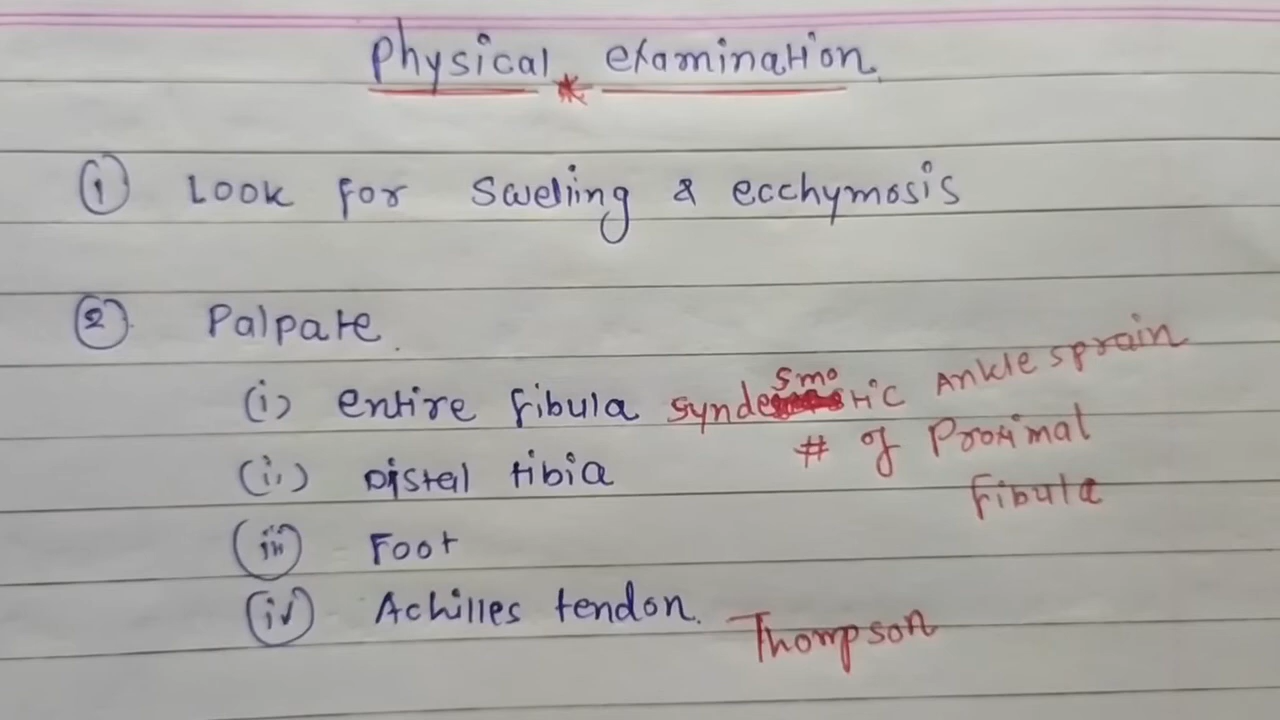 Physical * examination
① Look for Sweling & ecchymosis
② Palpate.
(i) entire fibula syndesmotic Ankle sprain
# of Proximal
fibula
(ii) Distal tibia
(iii) Foot
(iv) Achilles tendon.
Thompson